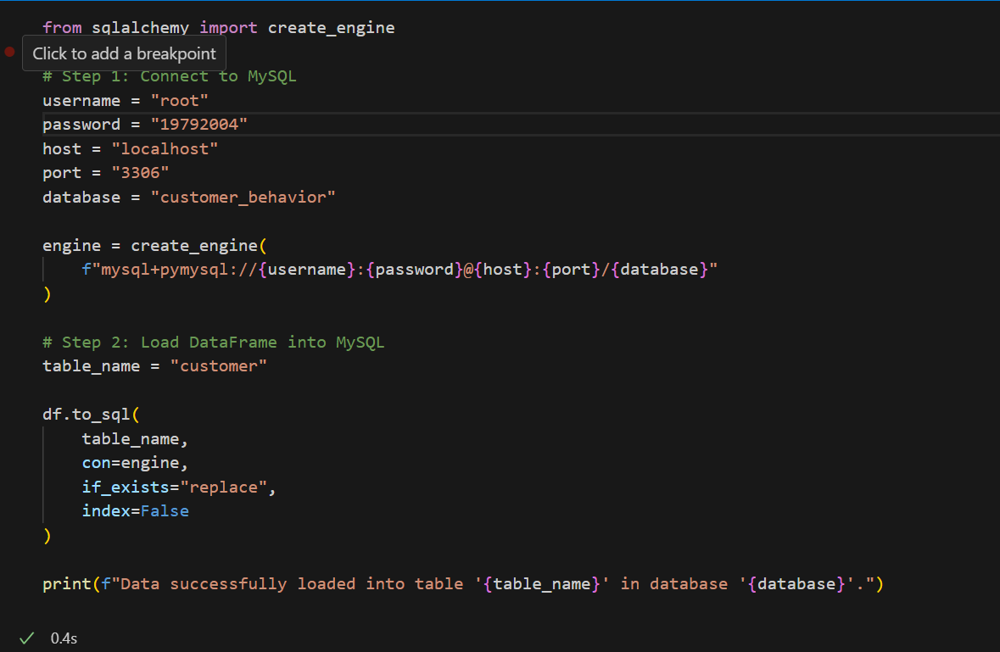 from sqlalchemy import create_engine
Click to add a breakpoint
# Step 1: Connect to MySQL
username = "root"
password = "19792004"
host = "localhost"
port = "3306"
database = "customer_behavior"
engine = create_engine(
    f"mysql+pymysql://{username}:{password}@{host}:{port}/{database}"
)
# Step 2: Load DataFrame into MySQL
table_name = "customer"
df.to_sql(
    table_name,
    con=engine,
    if_exists="replace",
    index=False
)
print(f"Data successfully loaded into table '{table_name}' in database '{database}'.")
0.4s